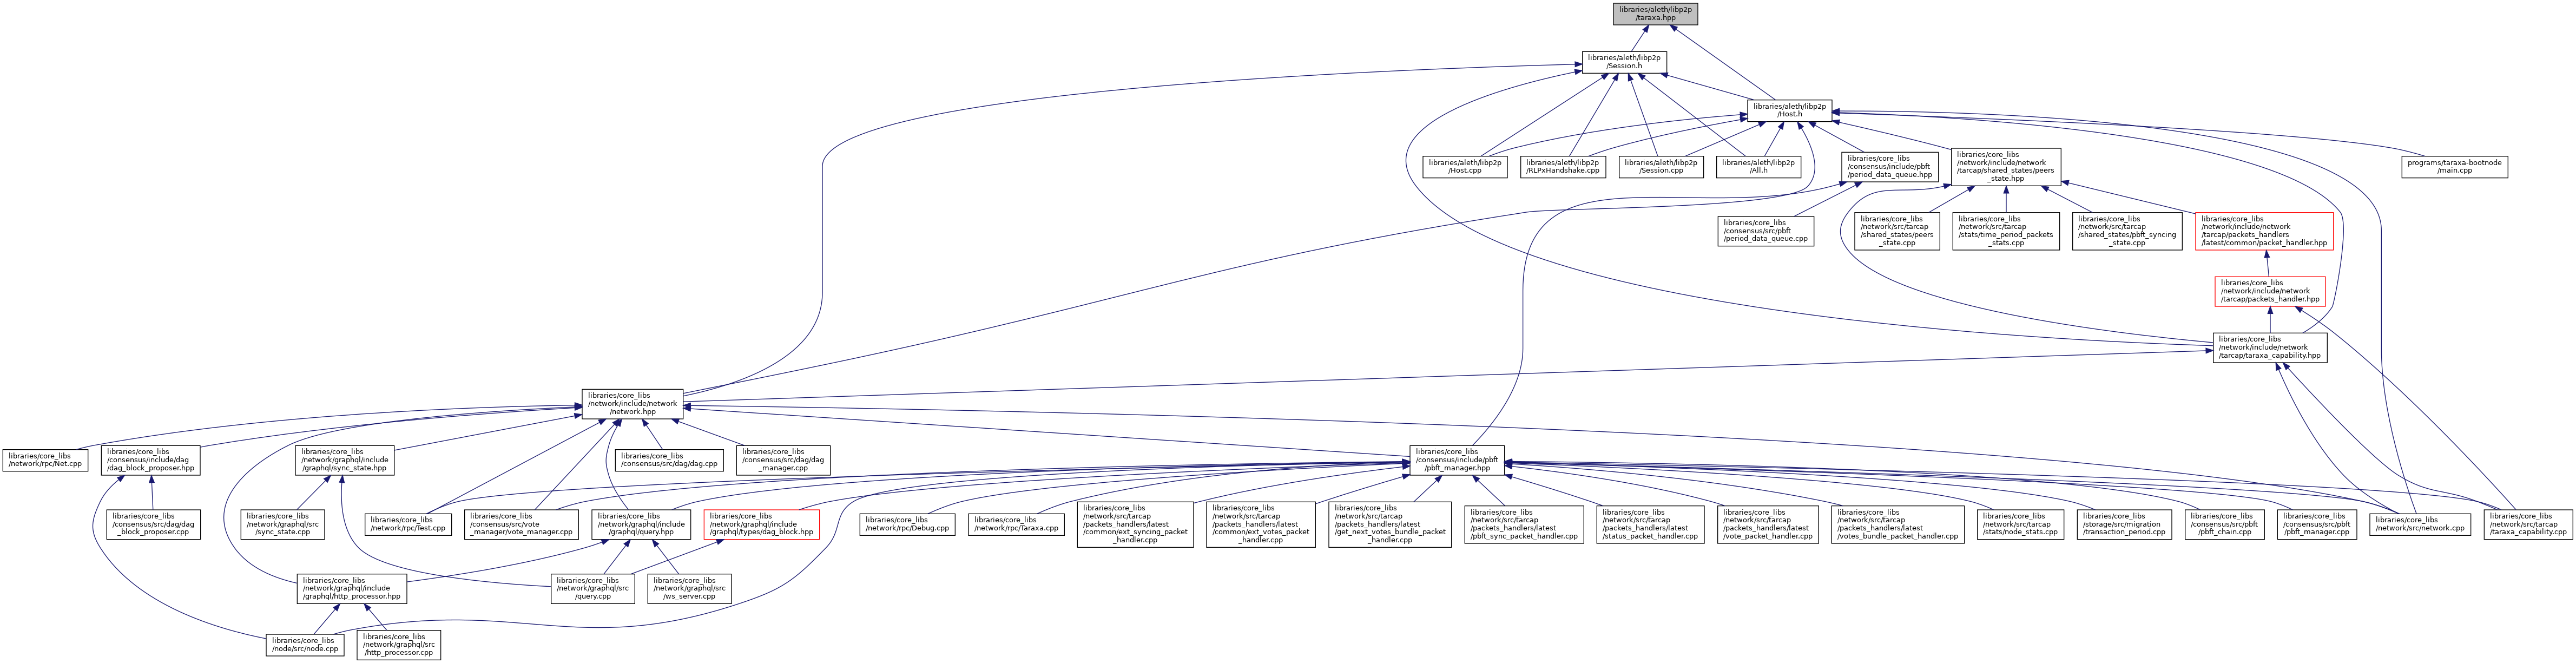 libraries/aleth/libp2p
/taraxa.hpp
libraries/aleth/libp2p
/Session.h
libraries/aleth/libp2p
/Host.h
libraries/aleth/libp2p
/Host.cpp
libraries/aleth/libp2p
/RLPxHandshake.cpp
libraries/aleth/libp2p
/Session.cpp
libraries/aleth/libp2p
/All.h
libraries/core_libs
/consensus/include/pbft
/period_data_queue.hpp
libraries/core_libs
/network/include/network
/tarcap/shared_states/peers
_state.hpp
programs/taraxa-bootnode
/main.cpp
libraries/core_libs
/consensus/src/pbft
/period_data_queue.cpp
libraries/core_libs
/network/src/tarcap
/shared_states/peers
_state.cpp
libraries/core_libs
/network/src/tarcap
/stats/time_period_packets
_stats.cpp
libraries/core_libs
/network/src/tarcap
/shared_states/pbft_syncing
_state.cpp
libraries/core_libs
/network/include/network
/tarcap/packets_handlers
/latest/common/packet_handler.hpp
libraries/core_libs
/network/include/network
/tarcap/packets_handler.hpp
libraries/core_libs
/network/include/network
/tarcap/taraxa_capability.hpp
libraries/core_libs
/network/include/network
/network.hpp
libraries/core_libs
/network/rpc/Net.cpp
libraries/core_libs
/consensus/include/dag
/dag_block_proposer.hpp
libraries/core_libs
/network/graphql/include
/graphql/sync_state.hpp
libraries/core_libs
/consensus/src/dag/dag.cpp
libraries/core_libs
/consensus/src/dag/dag
_manager.cpp
libraries/core_libs
/consensus/include/pbft
/pbft_manager.hpp
libraries/core_libs
/consensus/src/dag/dag
_block_proposer.cpp
libraries/core_libs
/network/graphql/src
/sync_state.cpp
libraries/core_libs
/network/rpc/Test.cpp
libraries/core_libs
/consensus/src/vote
_manager/vote_manager.cpp
libraries/core_libs
/network/graphql/include
/graphql/query.hpp
libraries/core_libs
/network/graphql/include
/graphql/types/dag_block.hpp
libraries/core_libs
/network/rpc/Debug.cpp
libraries/core_libs
/network/rpc/Taraxa.cpp
libraries/core_libs
/network/src/tarcap
/packets_handlers/latest
/common/ext_syncing_packet
_handler.cpp
libraries/core_libs
/network/src/tarcap
/packets_handlers/latest
/common/ext_votes_packet
_handler.cpp
libraries/core_libs
/network/src/tarcap
/packets_handlers/latest
/get_next_votes_bundle_packet
_handler.cpp
libraries/core_libs
/network/src/tarcap
/packets_handlers/latest
/pbft_sync_packet_handler.cpp
libraries/core_libs
/network/src/tarcap
/packets_handlers/latest
/status_packet_handler.cpp
libraries/core_libs
/network/src/tarcap
/packets_handlers/latest
/vote_packet_handler.cpp
libraries/core_libs
/network/src/tarcap
/packets_handlers/latest
/votes_bundle_packet_handler.cpp
libraries/core_libs
/network/src/tarcap
/stats/node_stats.cpp
libraries/core_libs
/storage/src/migration
/transaction_period.cpp
libraries/core_libs
/consensus/src/pbft
/pbft_chain.cpp
libraries/core_libs
/consensus/src/pbft
/pbft_manager.cpp
libraries/core_libs
/network/src/network.cpp
libraries/core_libs
/network/src/tarcap
/taraxa_capability.cpp
libraries/core_libs
/network/graphql/include
/graphql/http_processor.hpp
libraries/core_libs
/network/graphql/src
/query.cpp
libraries/core_libs
/network/graphql/src
/ws_server.cpp
libraries/core_libs
/node/src/node.cpp
libraries/core_libs
/network/graphql/src
/http_processor.cpp